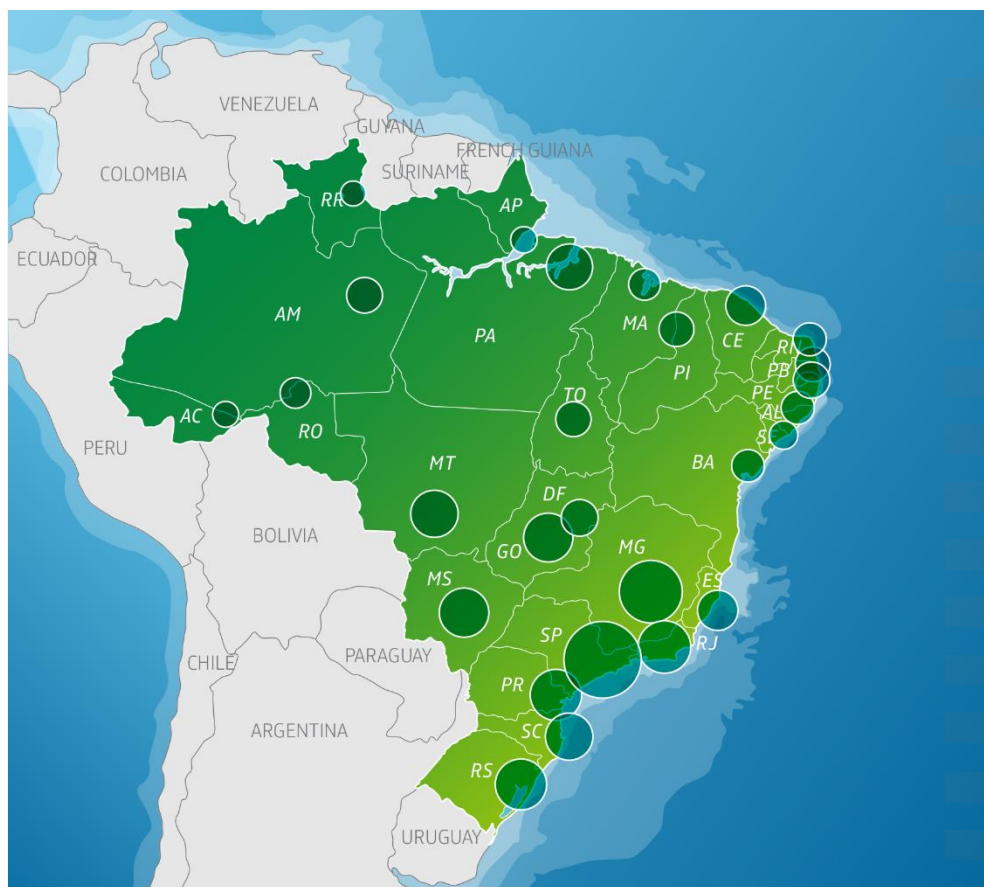 VENEZUELA
GUYANA
FRENCH GUIANA
SURINAME
COLOMBIA
RR
AP
ECUADOR
AM
PA
MA
CE
RN
PB
PI
PE
TO
AL
AC
RO
SE
PERU
MT
BA
DF
BOLIVIA
GO
MG
MS
ES
SP
RJ
PARAGUAY
CHILE
PR
SC
ARGENTINA
RS
URUGUAY